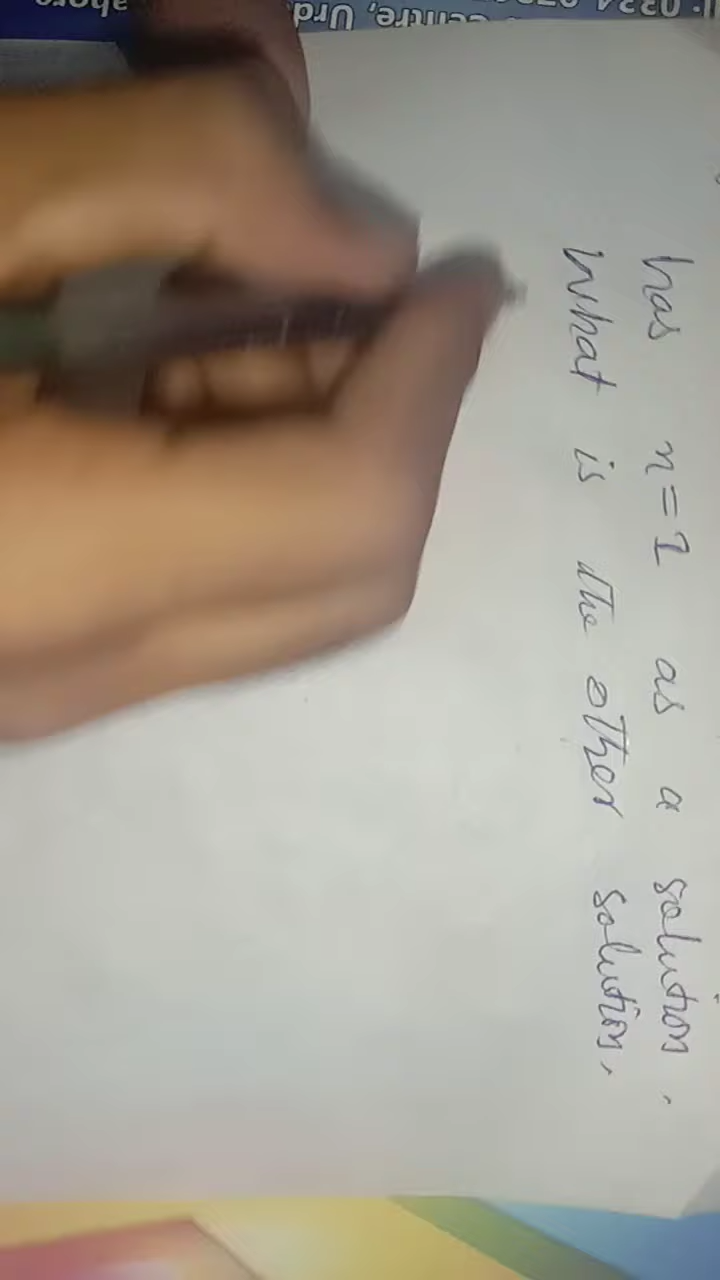 has n=1 as a solution.
What is the other solution.